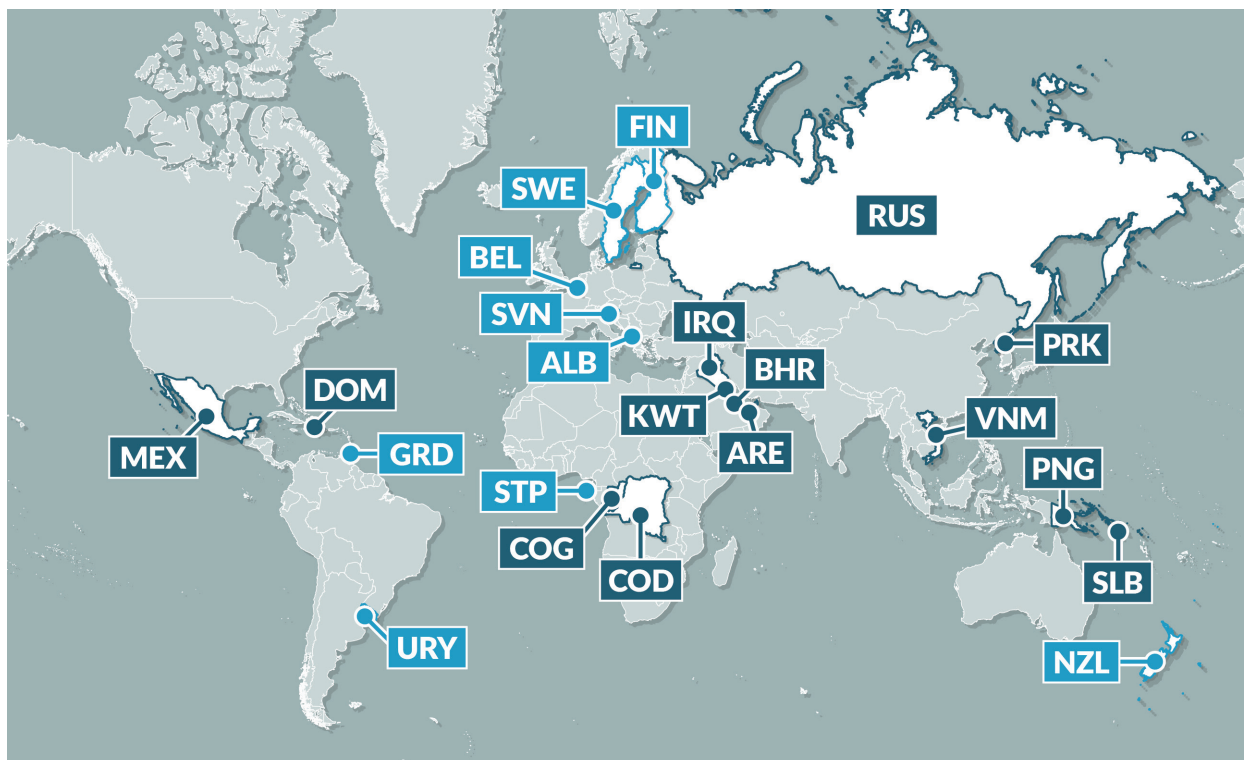 FIN
SWE
RUS
BEL
SVN
IRQ
PRK
ALB
BHR
DOM
KWT
VNM
MEX
GRD
ARE
PNG
STP
COG
COD
SLB
URY
NZL